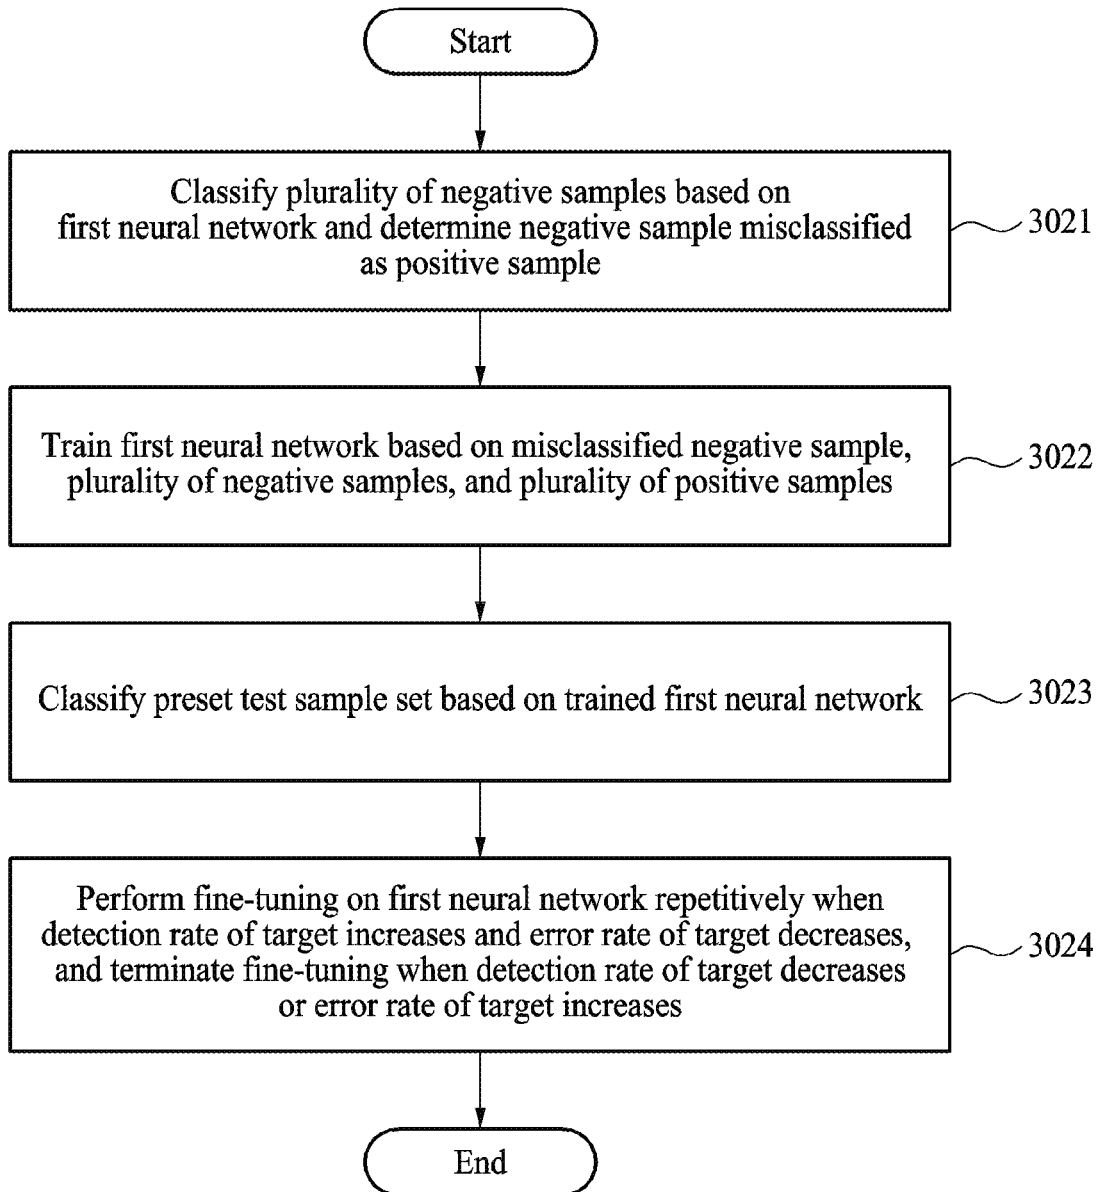 Start
Classify plurality of negative samples based on
first neural network and determine negative sample misclassified
as positive sample
3021
Train first neural network based on misclassified negative sample,
plurality of negative samples, and plurality of positive samples
3022
Classify preset test sample set based on trained first neural network
3023
Perform fine-tuning on first neural network repetitively when
detection rate of target increases and error rate of target decreases,
and terminate fine-tuning when detection rate of target decreases
or error rate of target increases
3024
End